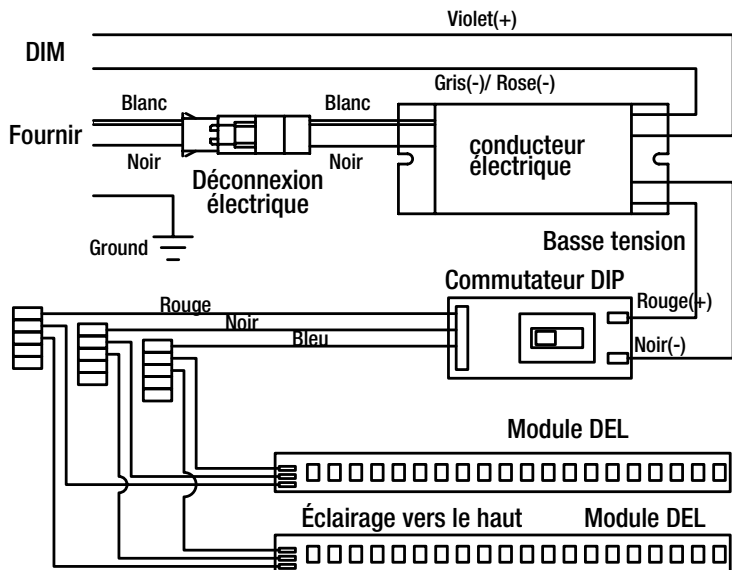 Violet(+)
DIM
Gris(-)/ Rose(-)
Blanc
Blanc
Fournir
Noir
Noir
conducteur
électrique
Déconnexion
électrique
Ground
Basse tension
Commutateur DIP
Rouge
Rouge(+)
Noir
Bleu
Noir(-)
Module DEL
Éclairage vers le haut
Module DEL